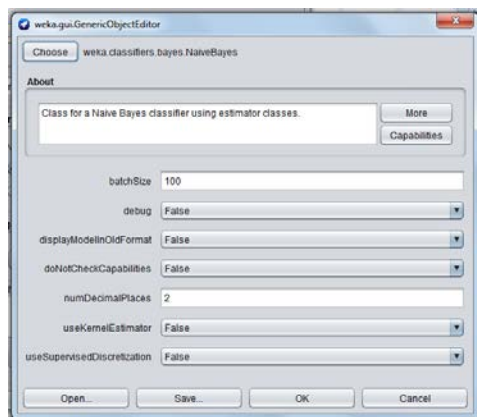 weka.gui.GenericObjectEditor
Choose weka.classifiers.bayes.NaiveBayes
About
Class for a Naive Bayes classifier using estimator classes. More
Capabilities
batchSize 100
debug False
displayModelInOldFormat False
doNotCheckCapabilities False
numDecimalPlaces 2
useKernelEstimator False
useSupervisedDiscretization False
Open... Save... OK Cancel